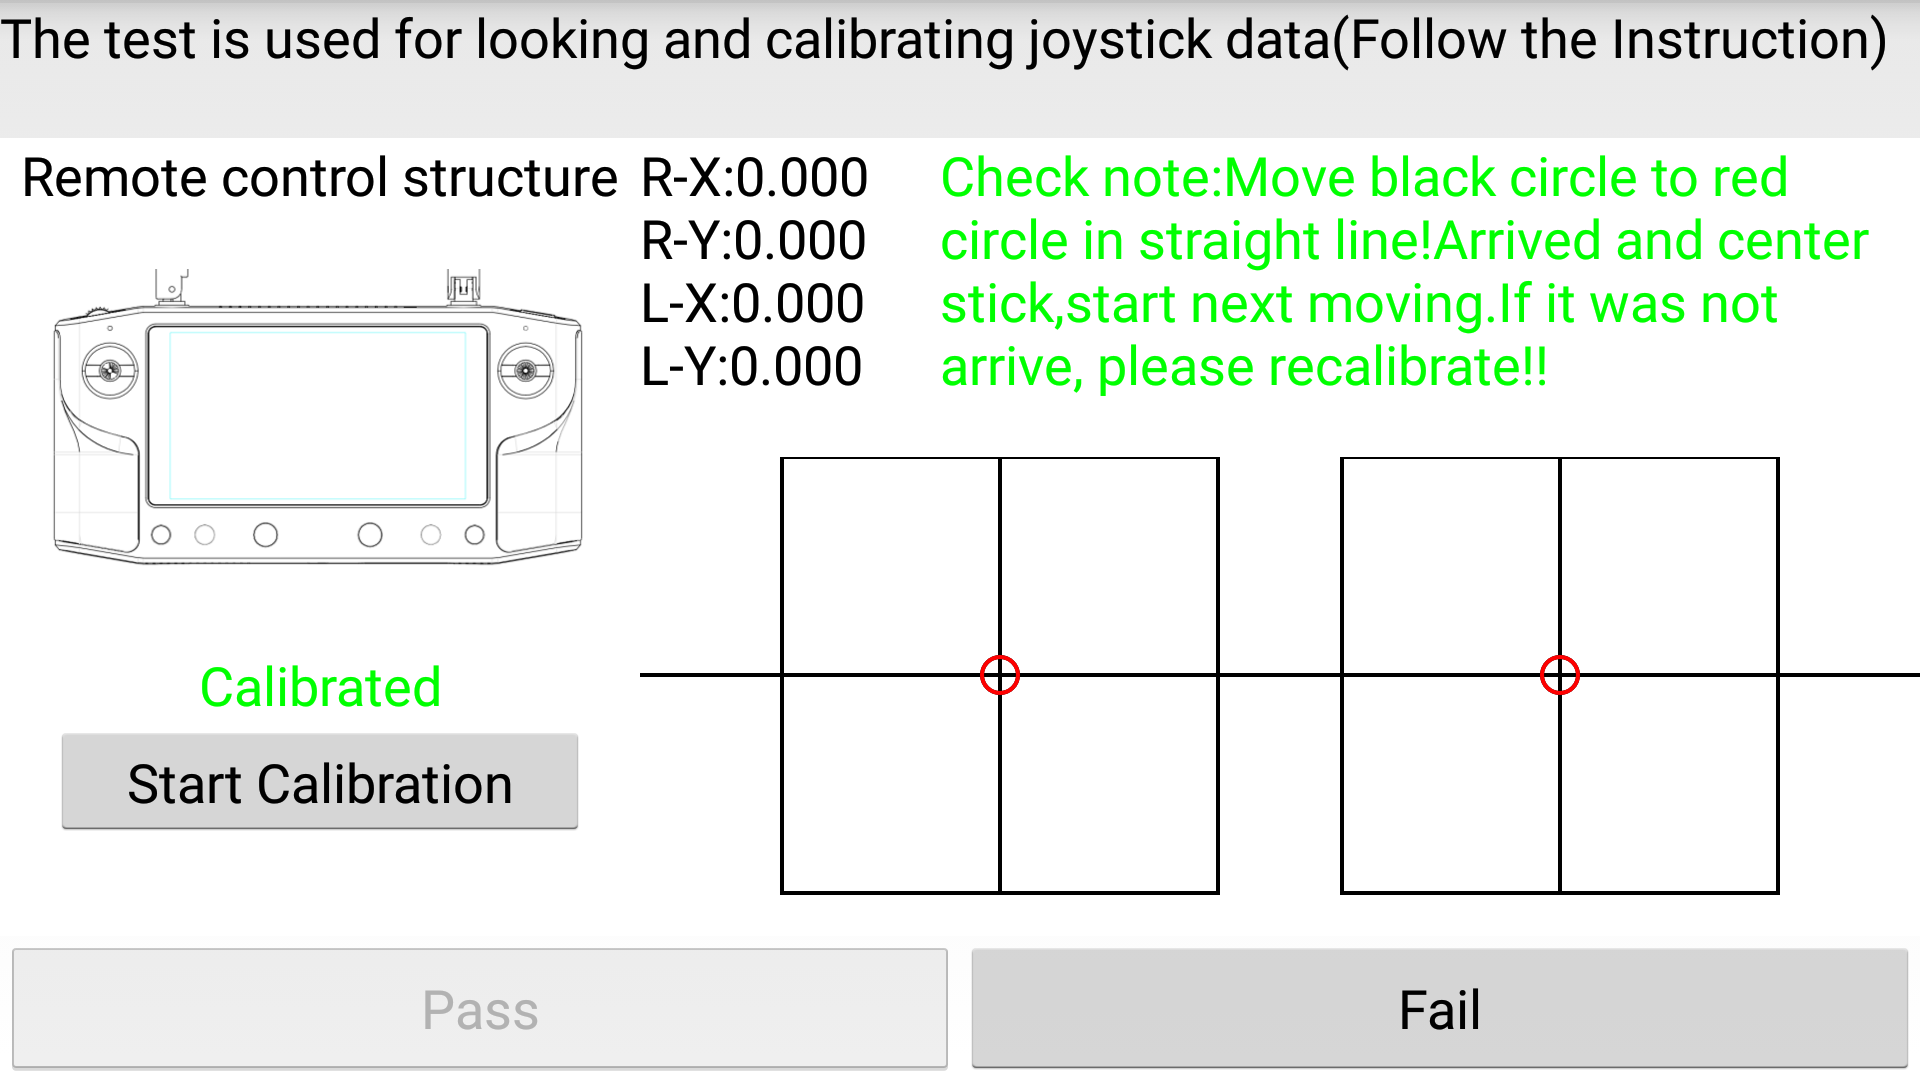 The test is used for looking and calibrating joystick data(Follow the Instruction)
Remote control structure
R-X:0.000
R-Y:0.000
L-X:0.000
L-Y:0.000
Check note:Move black circle to red
circle in straight line!Arrived and center
stick,start next moving.If it was not
arrive, please recalibrate!!
Calibrated
Start Calibration
Pass
Fail